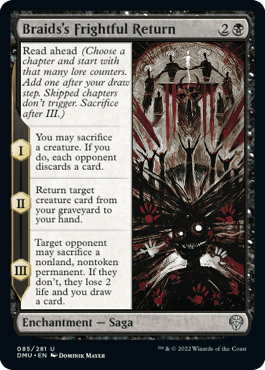 Braids's Frightful Return 2
Read ahead (Choose a
chapter and start with
that many lore counters.
Add one after your draw
step. Skipped chapters
don't trigger. Sacrifice
after III.)
I
You may sacrifice
a creature. If you
do, each opponent
discards a card.
II
Return target
creature card from
your graveyard to
your hand.
III
Target opponent
may sacrifice a
nonland, nontoken
permanent. If they
don't, they lose 2
life and you draw
a card.
Enchantment — Saga
085/281 U
DMU • EN Dominik Mayer
™ & © 2022 Wizards of the Coast